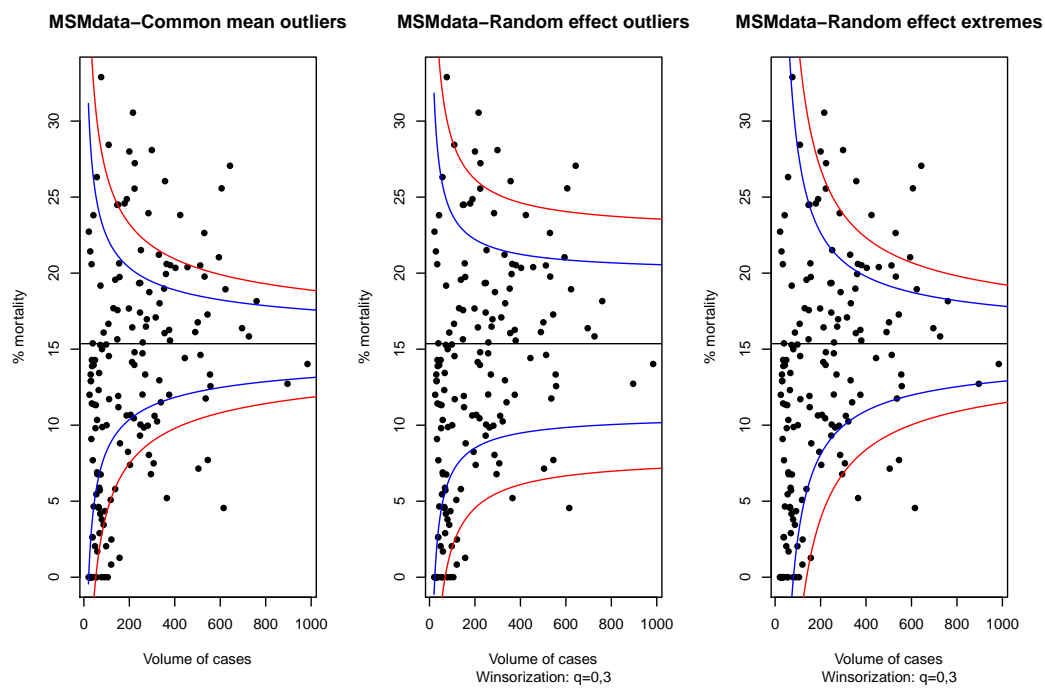 MSMdata−Common mean outliers
% mortality
0 5 10 15 20 25 30
0 200 400 600 800 1000
Volume of cases
MSMdata−Random effect outliers
% mortality
0 5 10 15 20 25 30
0 200 400 600 800 1000
Volume of cases
Winsorization: q=0,3
MSMdata−Random effect extremes
% mortality
0 5 10 15 20 25 30
0 200 400 600 800 1000
Volume of cases
Winsorization: q=0,3